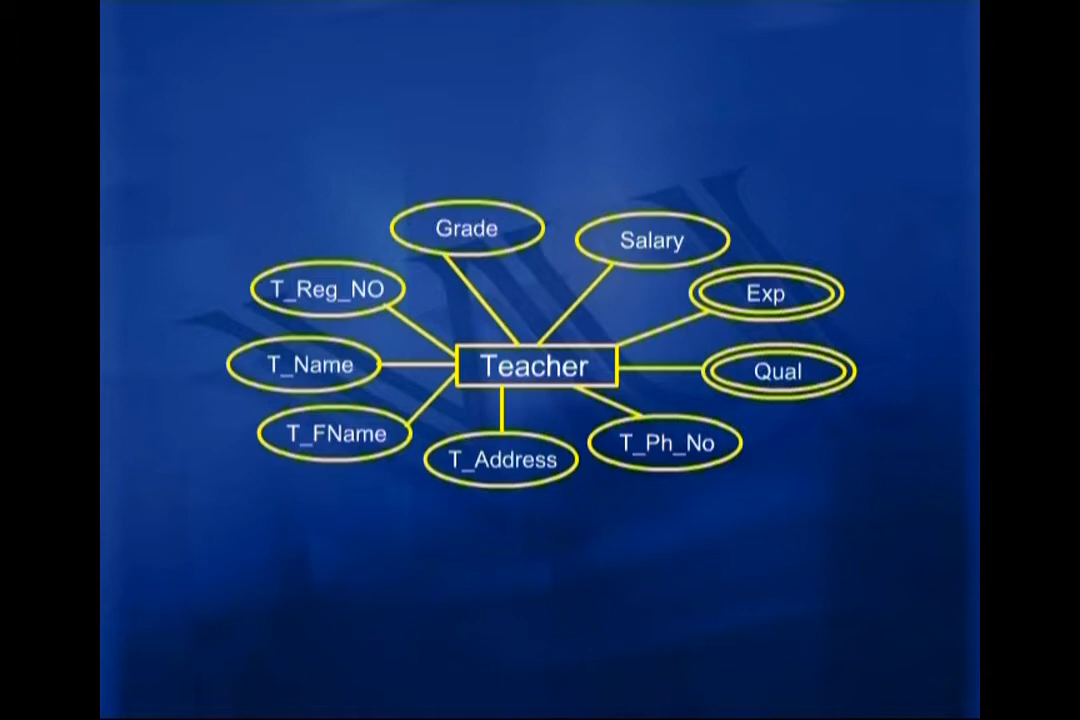 Grade
Salary
T_Reg_NO
Exp
T_Name
Teacher
Qual
T_FName
T_Address
T_Ph_No